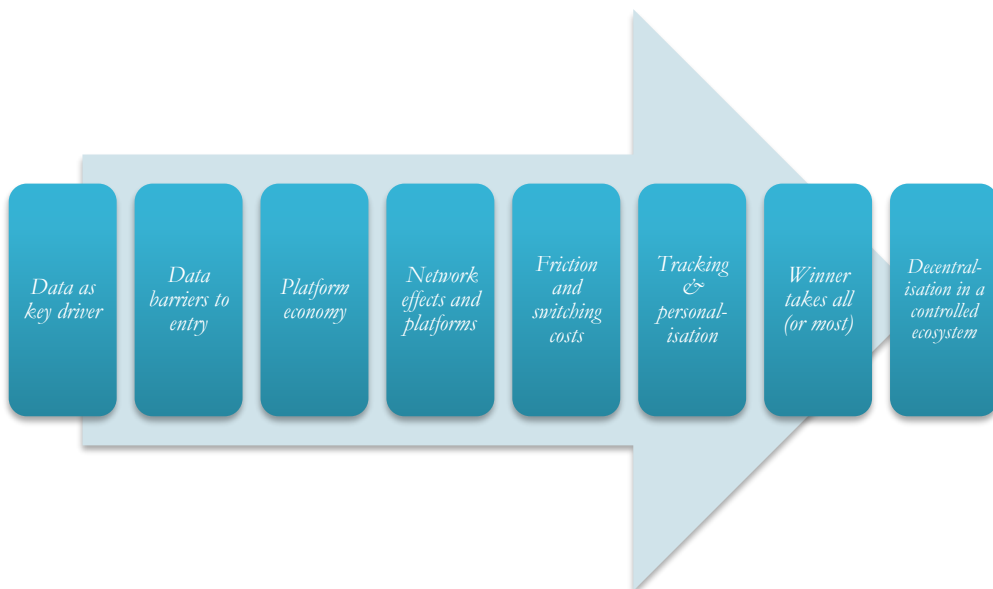 Data as
key driver
Data
barriers to
entry
Platform
economy
Network
effects and
platforms
Friction
and
switching
costs
Tracking
&
personal-
isation
Winner
takes all
(or most)
Decentral-
isation in a
controlled
ecosystem